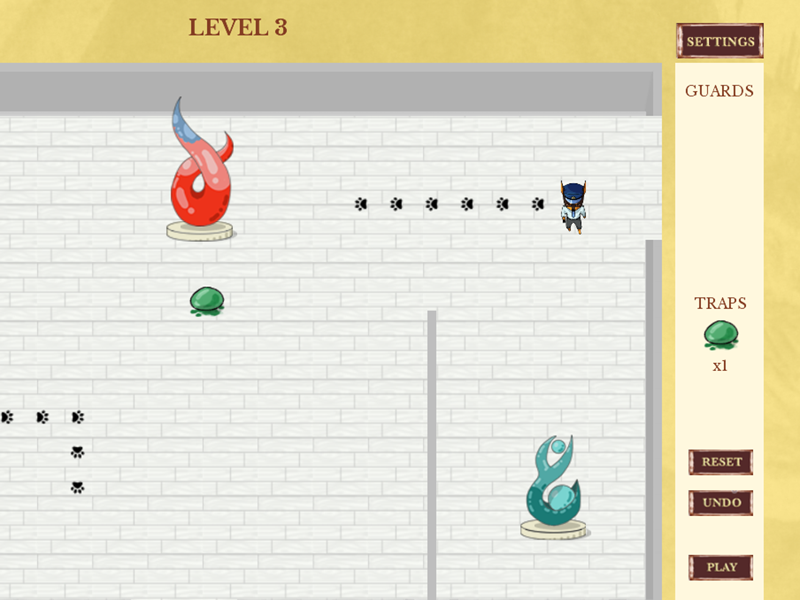 LEVEL 3
SETTINGS
GUARDS
TRAPS
x1
RESET
UNDO
PLAY